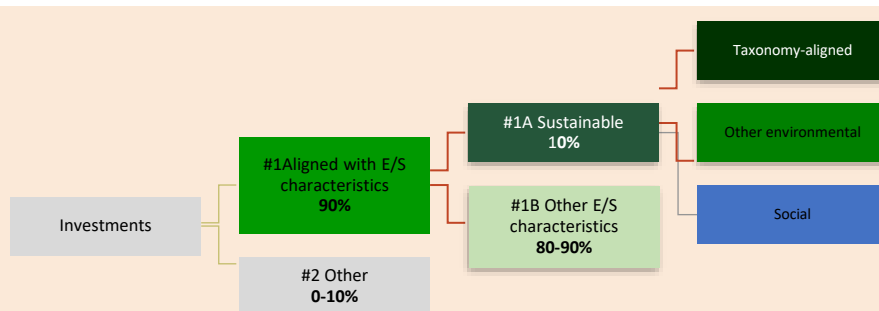 Investments
#1Aligned with E/S
characteristics
90%
#2 Other
0-10%
#1A Sustainable
10%
#1B Other E/S
characteristics
80-90%
Taxonomy-aligned
Other environmental
Social